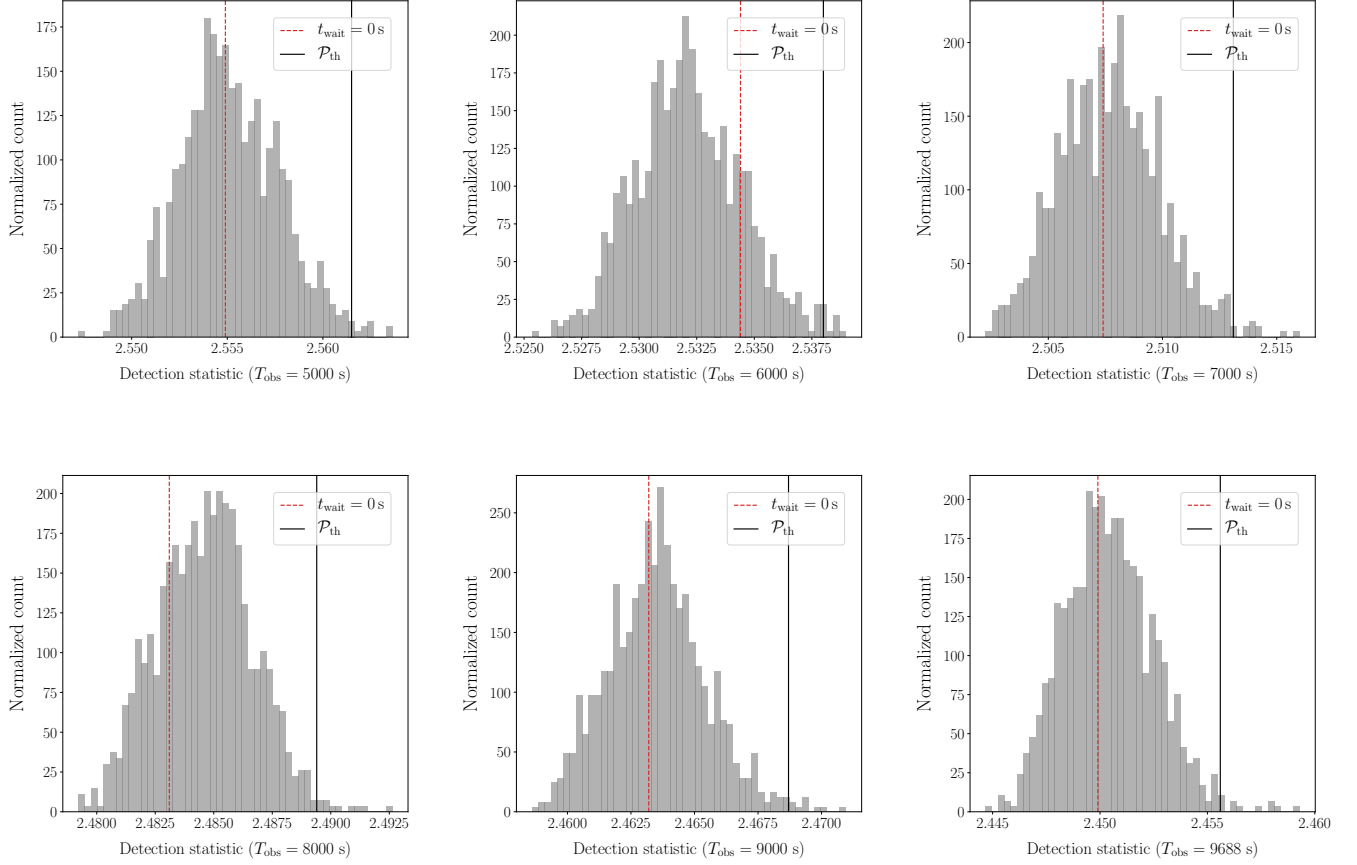 175
150
125
100
75
50
25
0
Normalized count
t_wait = 0 s
𝒫_th
2.550 2.555 2.560
Detection statistic (T_obs = 5000 s)
200
175
150
125
100
75
50
25
0
Normalized count
t_wait = 0 s
𝒫_th
2.5250 2.5275 2.5300 2.5325 2.5350 2.5375
Detection statistic (T_obs = 6000 s)
200
150
100
50
0
Normalized count
t_wait = 0 s
𝒫_th
2.505 2.510 2.515
Detection statistic (T_obs = 7000 s)
200
175
150
125
100
75
50
25
0
Normalized count
t_wait = 0 s
𝒫_th
2.4800 2.4825 2.4850 2.4875 2.4900 2.4925
Detection statistic (T_obs = 8000 s)
250
200
150
100
50
0
Normalized count
t_wait = 0 s
𝒫_th
2.4600 2.4625 2.4650 2.4675 2.4700
Detection statistic (T_obs = 9000 s)
200
175
150
125
100
75
50
25
0
Normalized count
t_wait = 0 s
𝒫_th
2.445 2.450 2.455 2.460
Detection statistic (T_obs = 9688 s)